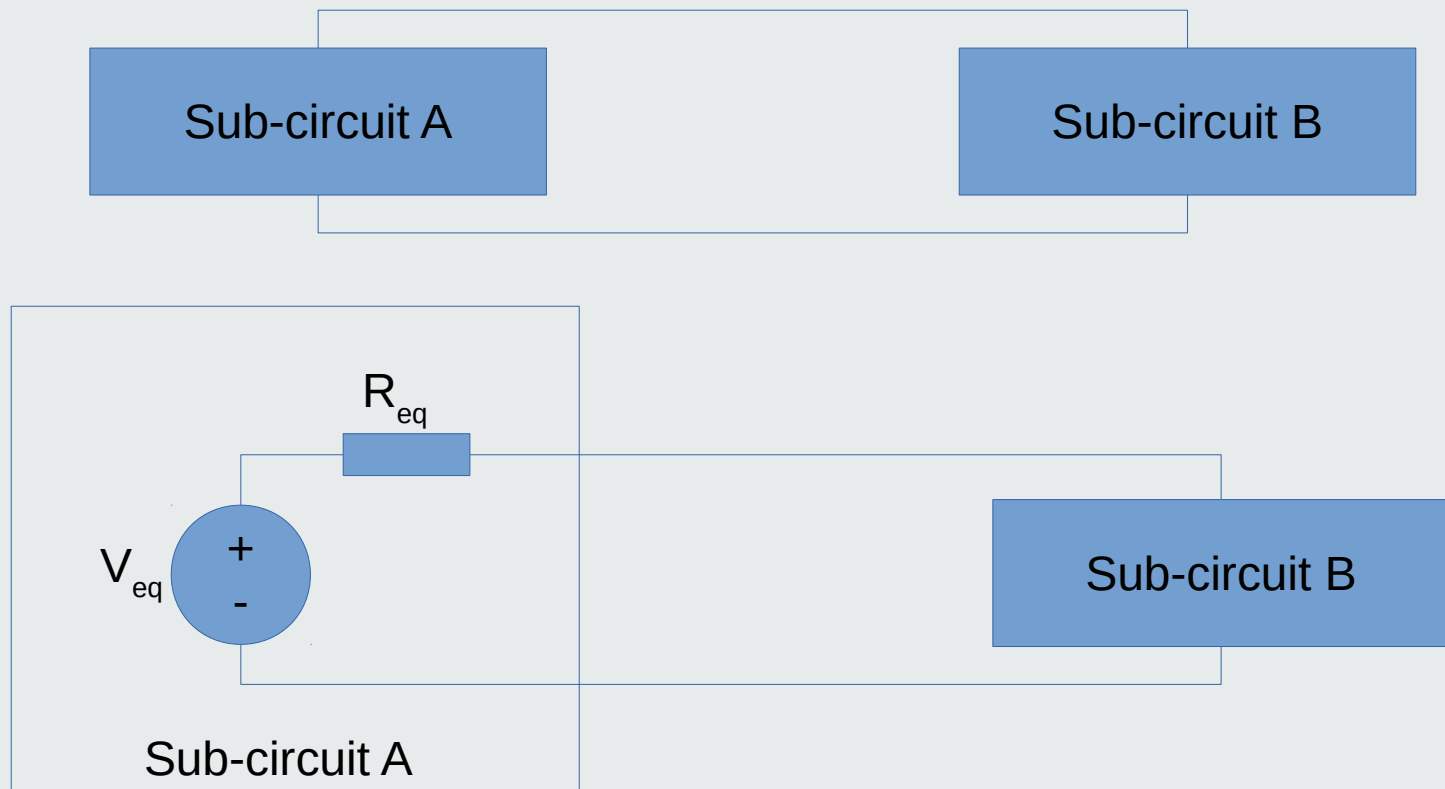 Sub-circuit A
Sub-circuit B
Req
Veq
+
-
Sub-circuit B
Sub-circuit A